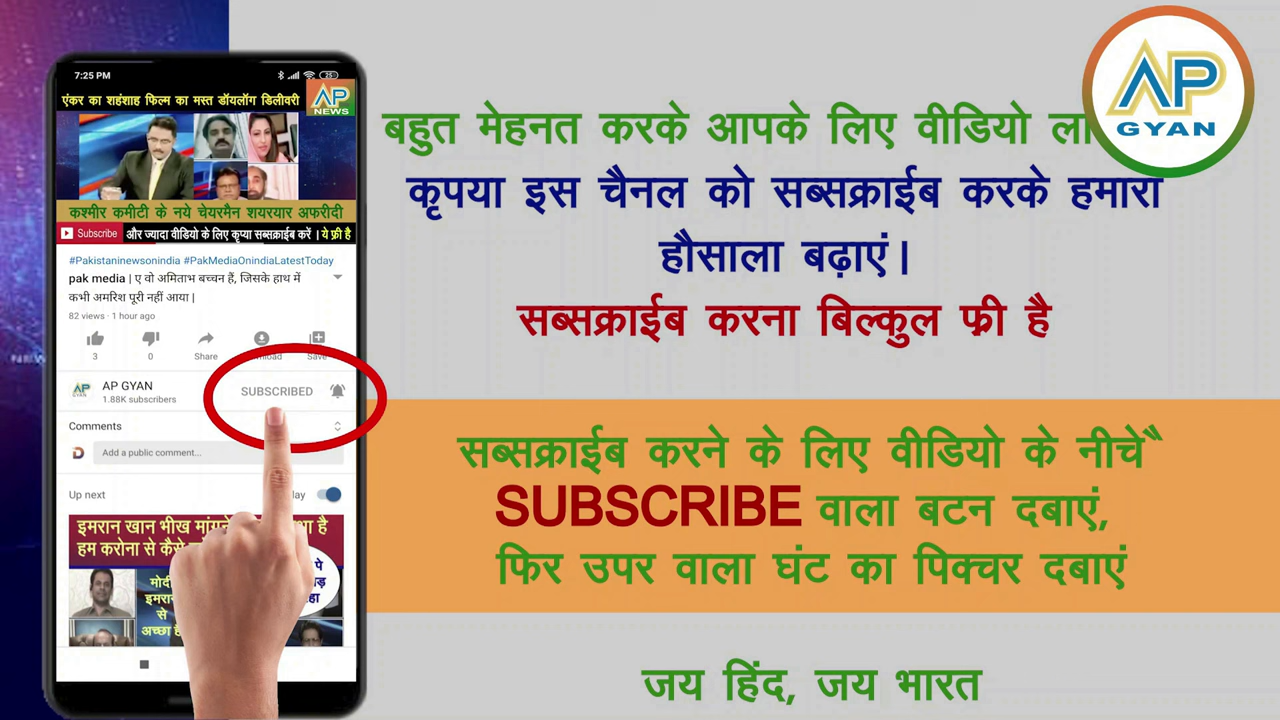 7:25 PM
25
एंकर का शहंशाह फिल्म का मस्त डॉयलॉग डिलीवरी
AP
NEWS
कश्मीर कमीटी के नये चेयरमैन शयरयार अफरीदी
Subscribe और ज्यादा वीडियो के लिए कृप्या सब्सक्राईब करें । ये फ्री है
#Pakistaninewsonindia #PakMediaOnindiaLatestToday
pak media | ए वो अमिताभ बच्चन हैं, जिसके हाथ में
कभी अमरिश पूरी नहीं आया |
82 views · 1 hour ago
3 0 Share Save
AP GYAN
1.88K subscribers
SUBSCRIBED
Comments
Add a public comment...
Up next
इमरान खान भीख मांगने है
हम करोना से
मोदी
इमरान
से
अच्छा है
AP
GYAN
बहुत मेहनत करके आपके लिए वीडियो
कृपया इस चैनल को सब्सक्राईब करके हमारा
हौसाला बढ़ाएं।
सब्सक्राईब करना बिल्कुल फ्री है
सब्सक्राईब करने के लिए वीडियो के नीचे
SUBSCRIBE वाला बटन दबाएं,
फिर उपर वाला घंट का पिक्चर दबाएं
जय हिंद, जय भारत